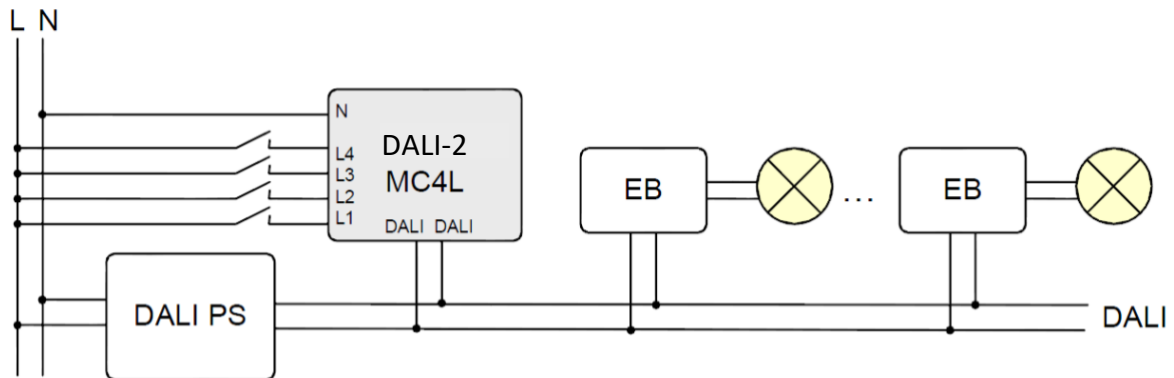 L N
N
L4
L3
L2
L1
DALI-2
MC4L
DALI DALI
EB
...
EB
DALI PS
DALI